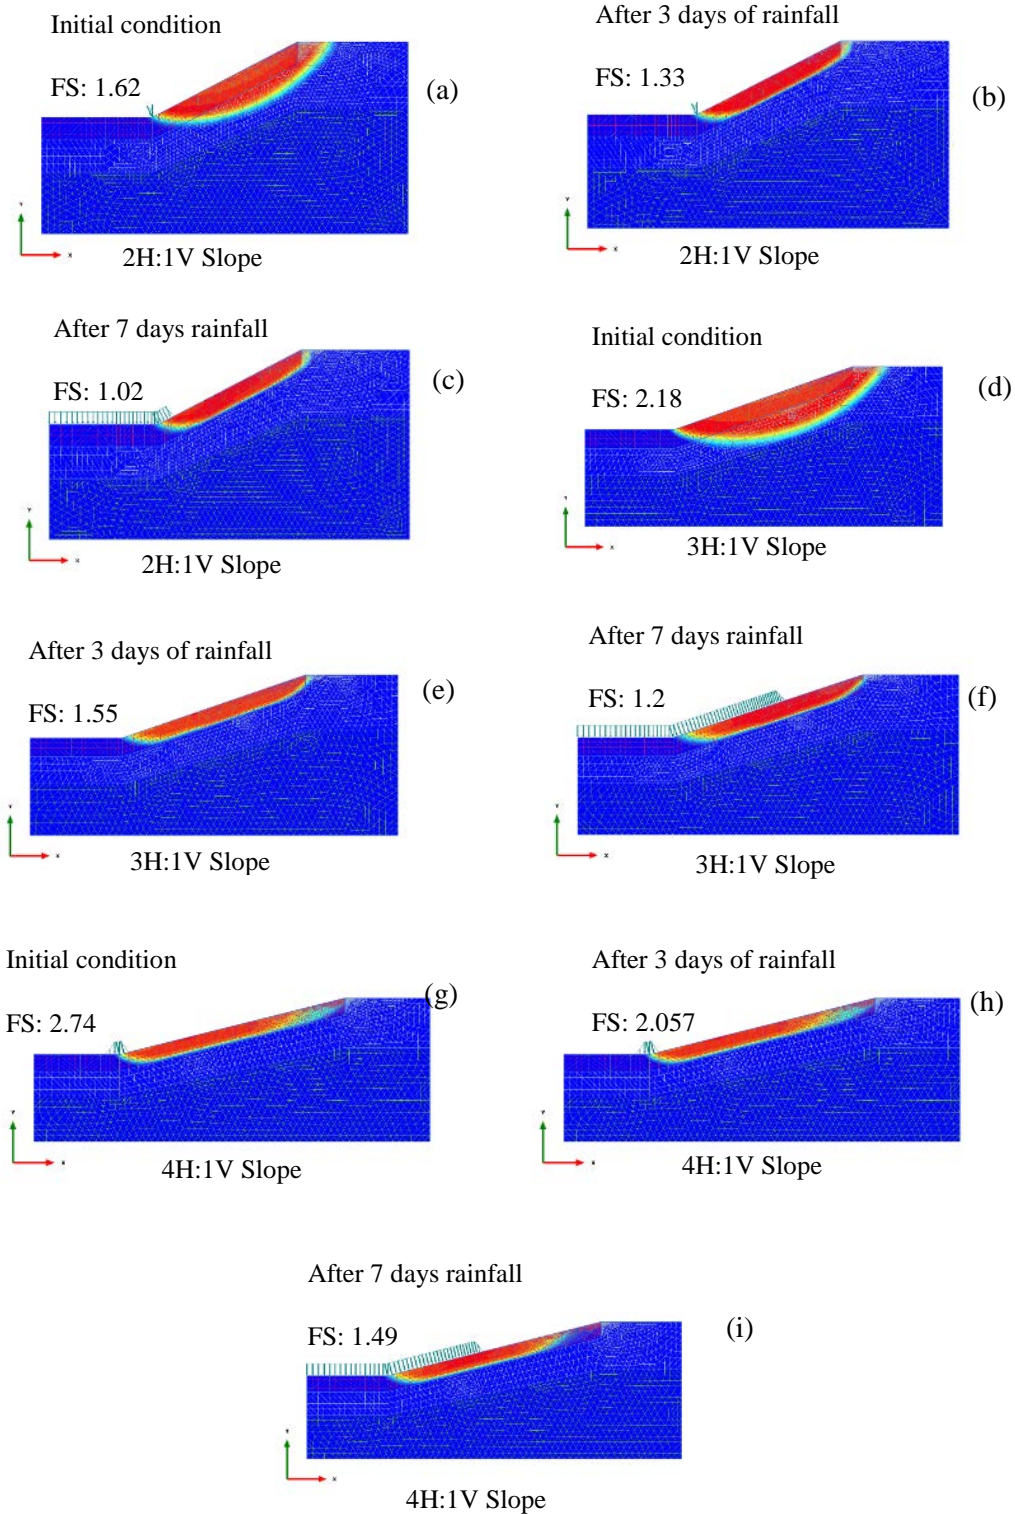 Initial condition
FS: 1.62
(a)
2H:1V Slope
After 3 days of rainfall
FS: 1.33
(b)
2H:1V Slope
After 7 days rainfall
FS: 1.02
(c)
2H:1V Slope
Initial condition
FS: 2.18
(d)
3H:1V Slope
After 3 days of rainfall
FS: 1.55
(e)
3H:1V Slope
After 7 days rainfall
FS: 1.2
(f)
3H:1V Slope
Initial condition
FS: 2.74
(g)
4H:1V Slope
After 3 days of rainfall
FS: 2.057
(h)
4H:1V Slope
After 7 days rainfall
FS: 1.49
(i)
4H:1V Slope